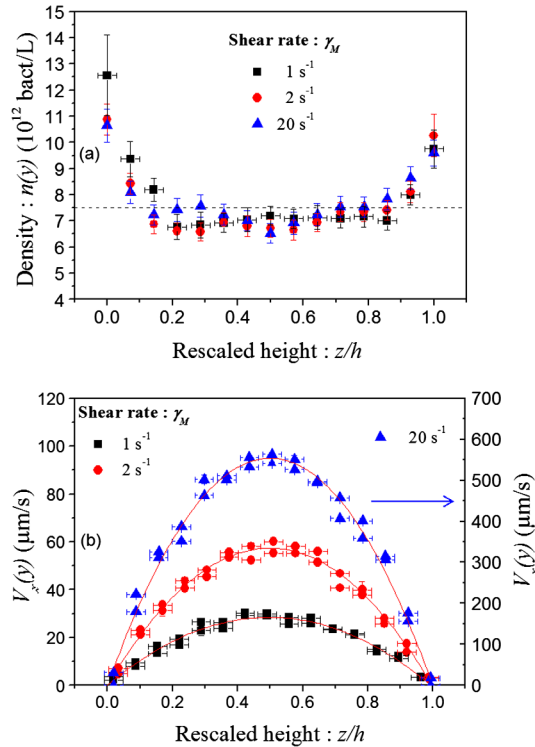 15
14
13
12
11
10
9
8
7
6
5
4
Density : n(y) (10^12 bact/L)
Shear rate : γ_M
1 s^-1
2 s^-1
20 s^-1
(a)
0.0 0.2 0.4 0.6 0.8 1.0
Rescaled height : z/h
120
100
80
60
40
20
0
V_x(y) (µm/s)
Shear rate : γ_M
1 s^-1
2 s^-1
20 s^-1
(b)
700
600
500
400
300
200
100
0
V_x(y) (µm/s)
0.0 0.2 0.4 0.6 0.8 1.0
Rescaled height : z/h